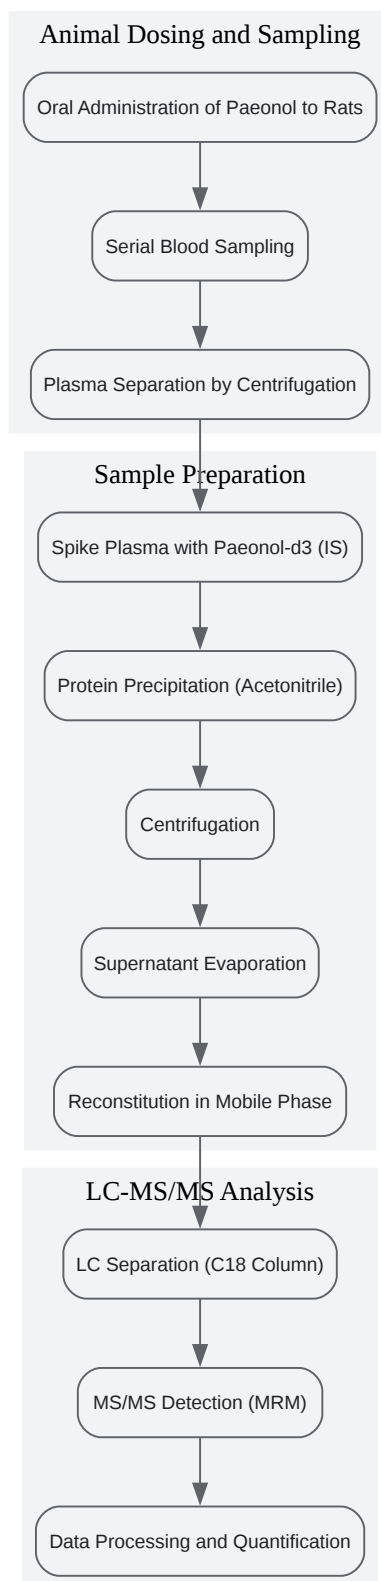 Animal Dosing and Sampling
Oral Administration of Paeonol to Rats
Serial Blood Sampling
Plasma Separation by Centrifugation
Sample Preparation
Spike Plasma with Paeonol-d3 (IS)
Protein Precipitation (Acetonitrile)
Centrifugation
Supernatant Evaporation
Reconstitution in Mobile Phase
LC-MS/MS Analysis
LC Separation (C18 Column)
MS/MS Detection (MRM)
Data Processing and Quantification